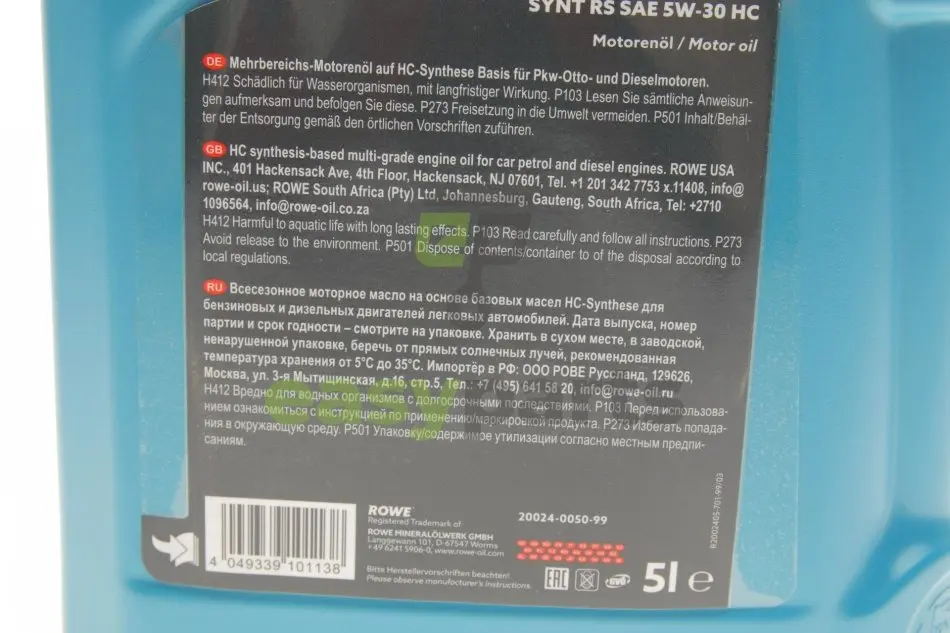 SYNT RS SAE 5W-30 HC
Motorenöl / Motor oil
DE Mehrbereichs-Motorenöl auf HC-Synthese Basis für Pkw-Otto- und Dieselmotoren.
H412 Schädlich für Wasserorganismen, mit langfristiger Wirkung. P103 Lesen Sie sämtliche Anweisun-
gen aufmerksam und befolgen Sie diese. P273 Freisetzung in die Umwelt vermeiden. P501 Inhalt/Behäl-
ter der Entsorgung gemäß den örtlichen Vorschriften zuführen.
GB HC synthesis-based multi-grade engine oil for car petrol and diesel engines. ROWE USA
INC., 401 Hackensack Ave, 4th Floor, Hackensack, NJ 07601, Tel. +1 201 342 7753 x.11408, info@
rowe-oil.us; ROWE South Africa (Pty) Ltd, Johannesburg, Gauteng, South Africa, Tel: +2710
1096564, info@rowe-oil.co.za
H412 Harmful to aquatic life with long lasting effects. P103 Read carefully and follow all instructions. P273
Avoid release to the environment. P501 Dispose of contents/container to of the disposal according to
local regulations.
RU Всесезонное моторное масло на основе базовых масел HC-Synthese для
бензиновых и дизельных двигателей легковых автомобилей. Дата выпуска, номер
партии и срок годности – смотрите на упаковке. Хранить в сухом месте, в заводской,
ненарушенной упаковке, беречь от прямых солнечных лучей, рекомендованная
температура хранения от 5°C до 35°C. Импортёр в РФ: ООО РОВЕ Руссланд, 129626,
Москва, ул. 3-я Мытищинская, д.16, стр.5, Тел.: +7 (495) 641 58 20, info@rowe-oil.ru
H412 Вредно для водных организмов с долгосрочными последствиями. P103 Перед использова-
нием ознакомиться с инструкцией по применению/маркировкой продукта. P273 Избегать попада-
ния в окружающую среду. P501 Упаковку/содержимое утилизации согласно местным предпи-
саниям.
4 049339 101138
ROWE
Registered Trademark of
ROWE MINERALÖLWERK GMBH
Langgewann 101, D-67547 Worms
+49 6241 5906-0, www.rowe-oil.com
Bitte Herstellervorschriften beachten!
Please observe manufacturer's instructions.
20024-0050-99
EAC
5l e
R2002405-701-99/03